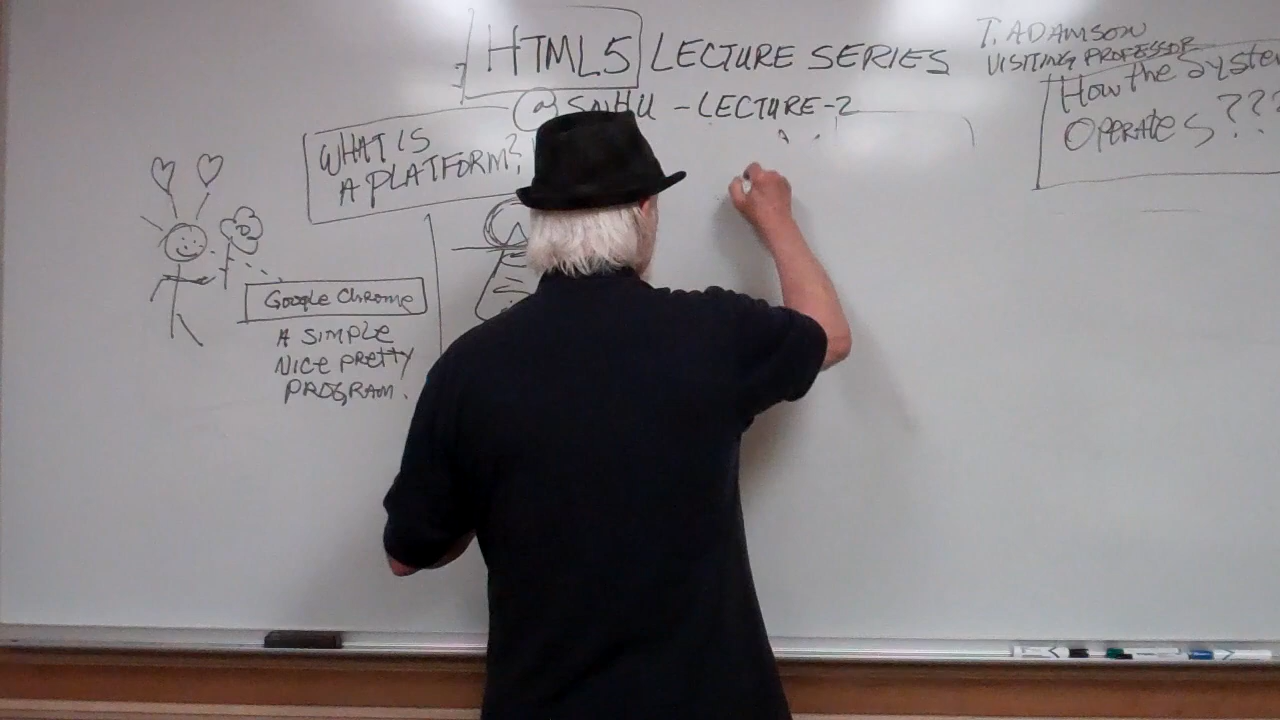 HTML5 LECTURE SERIES
@ SNHU - LECTURE-2
T. ADAMSON
VISITING PROFESSOR
How the System
OPERATES ???
WHAT IS
A PLATFORM?
Google Chrome
A SIMPLE
NICE PRETTY
PROGRAM.